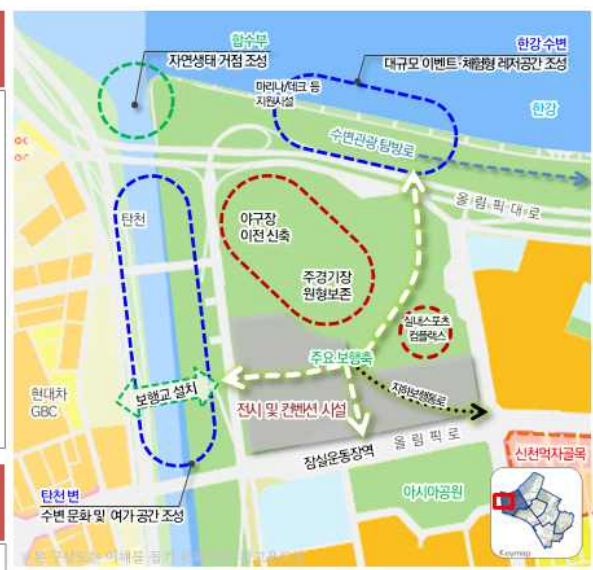 합수부
자연생태 거점 조성
한강 수변
대규모 이벤트·체험형 레저공간 조성
마리나/데크 등
지원시설
한강
수변관광탐방로
올림픽대로
탄천
야구장
이전 신축
주경기장
원형보존
실내스포츠
컴플렉스
주요 보행축
현대차
GBC
보행교 설치
전시 및 컨벤션 시설
지하보행통로
잠실운동장역
올림픽로
신천먹자골목
탄천변
수변 문화 및 여가 공간 조성
아시아공원
Keymap